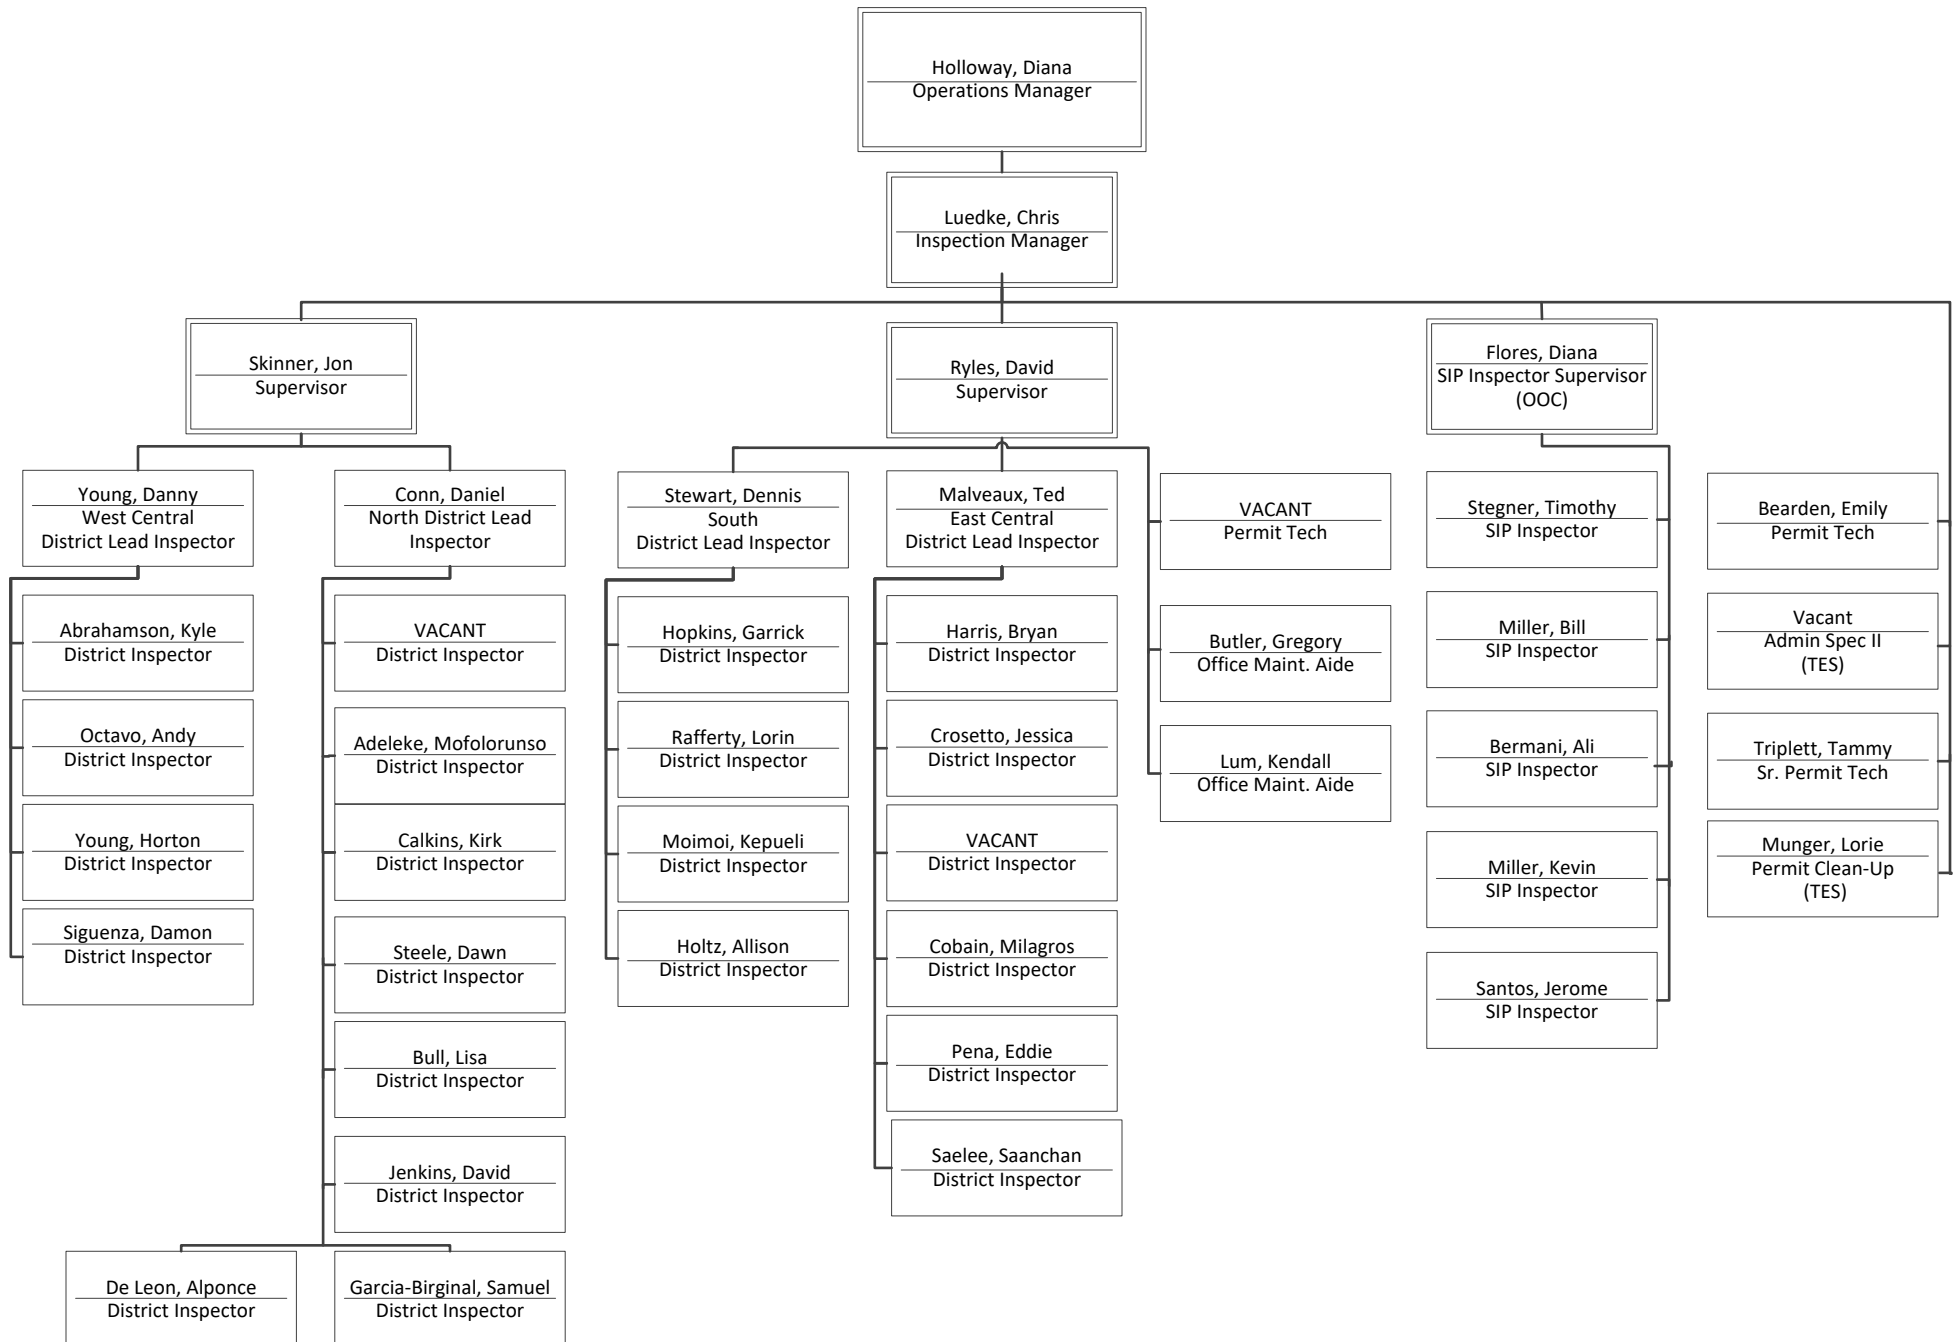 Holloway, Diana
Operations Manager
Luedke, Chris
Inspection Manager
Skinner, Jon
Supervisor
Ryles, David
Supervisor
Flores, Diana
SIP Inspector Supervisor
(OOC)
Young, Danny
West Central
District Lead Inspector
Abrahamson, Kyle
District Inspector
Octavo, Andy
District Inspector
Young, Horton
District Inspector
Siguenza, Damon
District Inspector
Conn, Daniel
North District Lead
Inspector
VACANT
District Inspector
Adeleke, Mofolorunso
District Inspector
Calkins, Kirk
District Inspector
Steele, Dawn
District Inspector
Bull, Lisa
District Inspector
Jenkins, David
District Inspector
De Leon, Alponce
District Inspector
Garcia-Birginal, Samuel
District Inspector
Stewart, Dennis
South
District Lead Inspector
Hopkins, Garrick
District Inspector
Rafferty, Lorin
District Inspector
Moimoi, Kepueli
District Inspector
Holtz, Allison
District Inspector
Malveaux, Ted
East Central
District Lead Inspector
Harris, Bryan
District Inspector
Crosetto, Jessica
District Inspector
VACANT
District Inspector
Cobain, Milagros
District Inspector
Pena, Eddie
District Inspector
Saelee, Saanchan
District Inspector
VACANT
Permit Tech
Butler, Gregory
Office Maint. Aide
Lum, Kendall
Office Maint. Aide
Stegner, Timothy
SIP Inspector
Miller, Bill
SIP Inspector
Bermani, Ali
SIP Inspector
Miller, Kevin
SIP Inspector
Santos, Jerome
SIP Inspector
Bearden, Emily
Permit Tech
Vacant
Admin Spec II
(TES)
Triplett, Tammy
Sr. Permit Tech
Munger, Lorie
Permit Clean-Up
(TES)